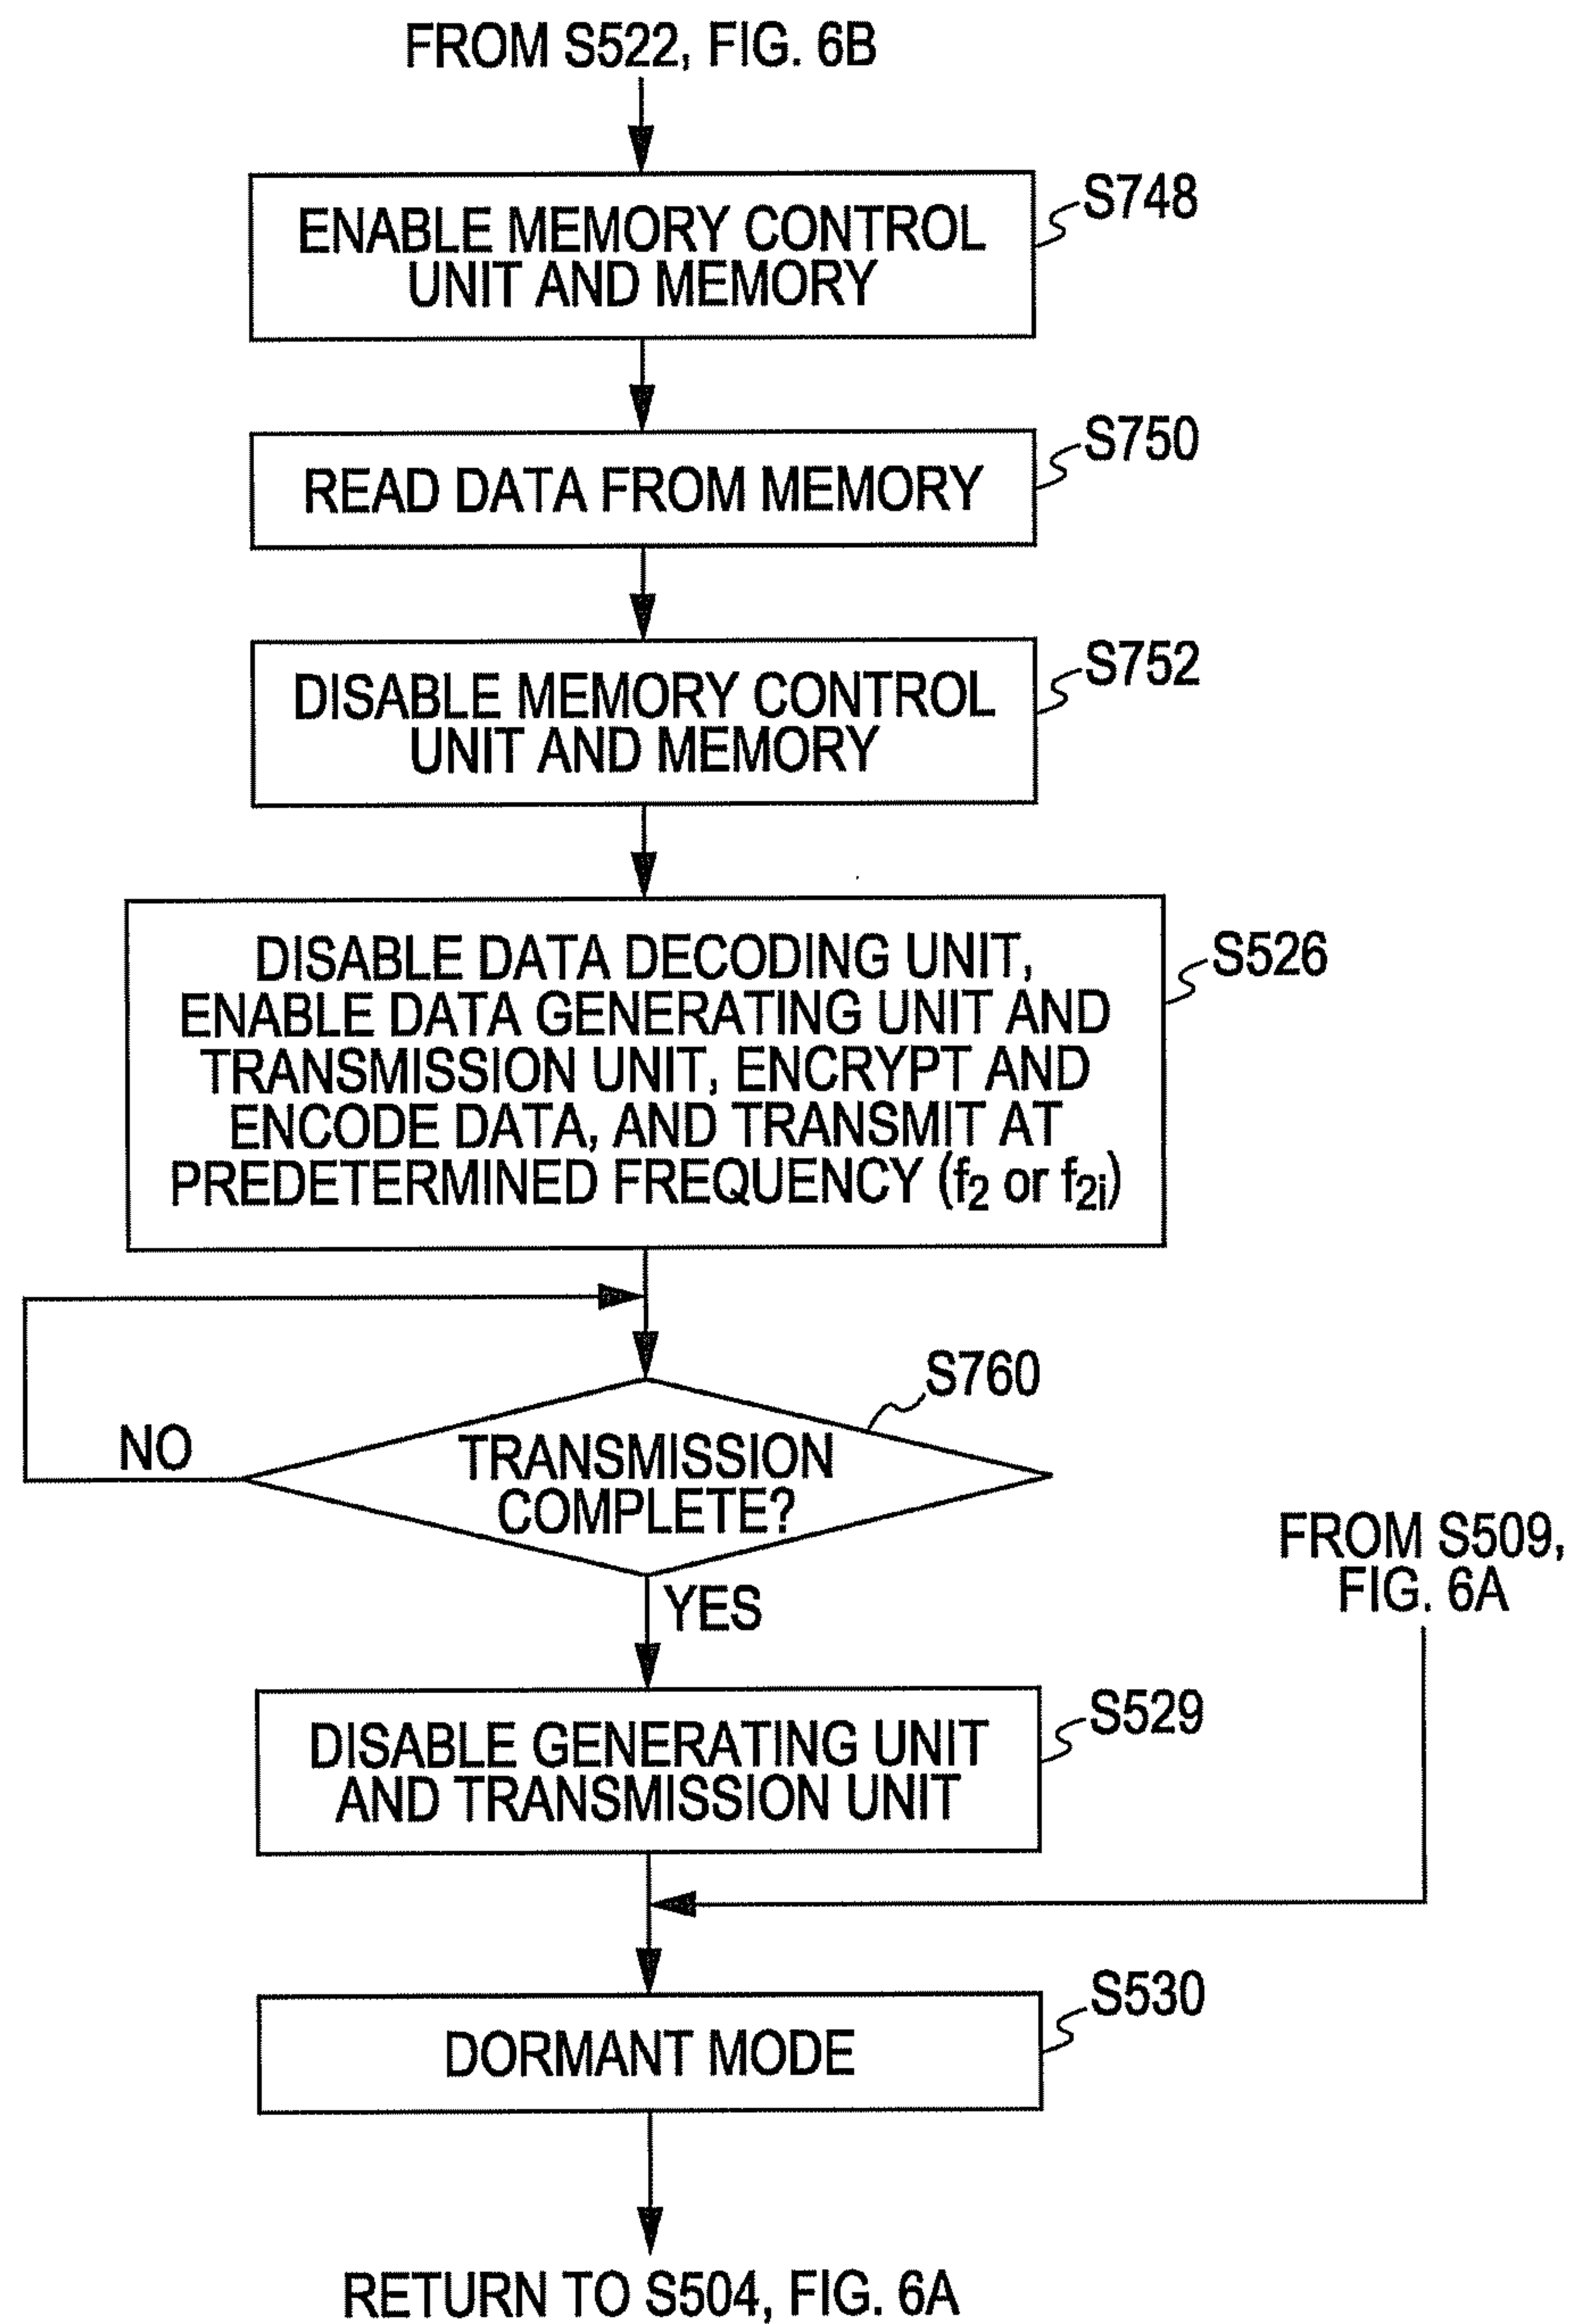 FROM S522, FIG. 6B
S748
ENABLE MEMORY CONTROL
UNIT AND MEMORY
S750
READ DATA FROM MEMORY
S752
DISABLE MEMORY CONTROL
UNIT AND MEMORY
S526
DISABLE DATA DECODING UNIT,
ENABLE DATA GENERATING UNIT AND
TRANSMISSION UNIT, ENCRYPT AND
ENCODE DATA, AND TRANSMIT AT
PREDETERMINED FREQUENCY (f2 or f2i)
S760
NO
TRANSMISSION
COMPLETE?
YES
FROM S509,
FIG. 6A
S529
DISABLE GENERATING UNIT
AND TRANSMISSION UNIT
S530
DORMANT MODE
RETURN TO S504, FIG. 6A